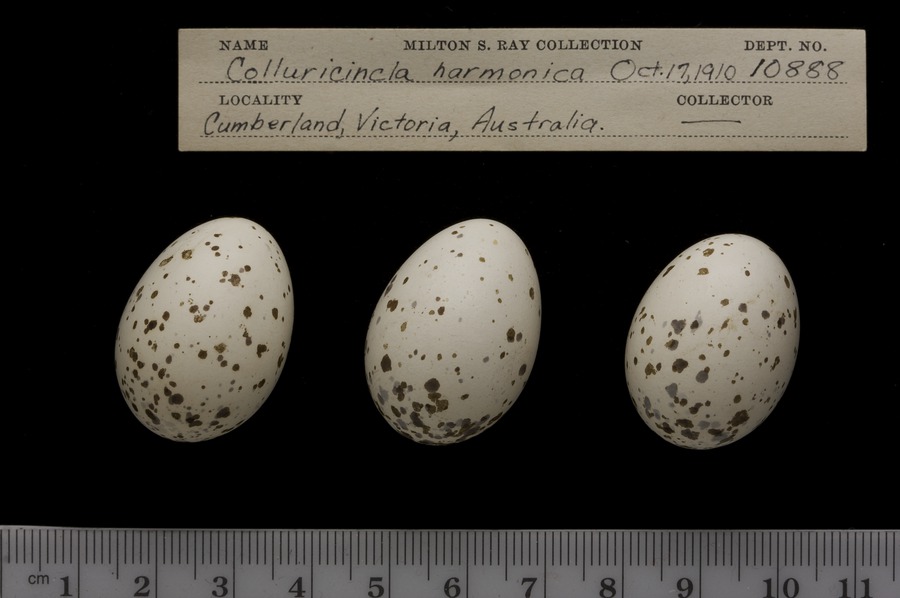 NAME MILTON S. RAY COLLECTION DEPT. NO.
Colluricincla harmonica Oct. 17, 1910 10888
LOCALITY COLLECTOR
Cumberland, Victoria, Australia.
cm 1 2 3 4 5 6 7 8 9 10 11